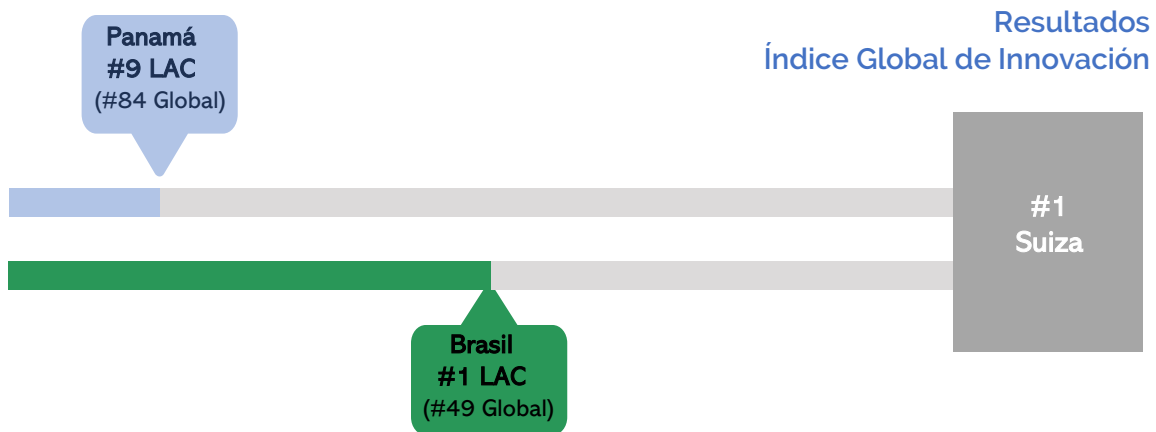 Resultados
Índice Global de Innovación
Panamá
#9 LAC
(#84 Global)
#1
Suiza
Brasil
#1 LAC
(#49 Global)